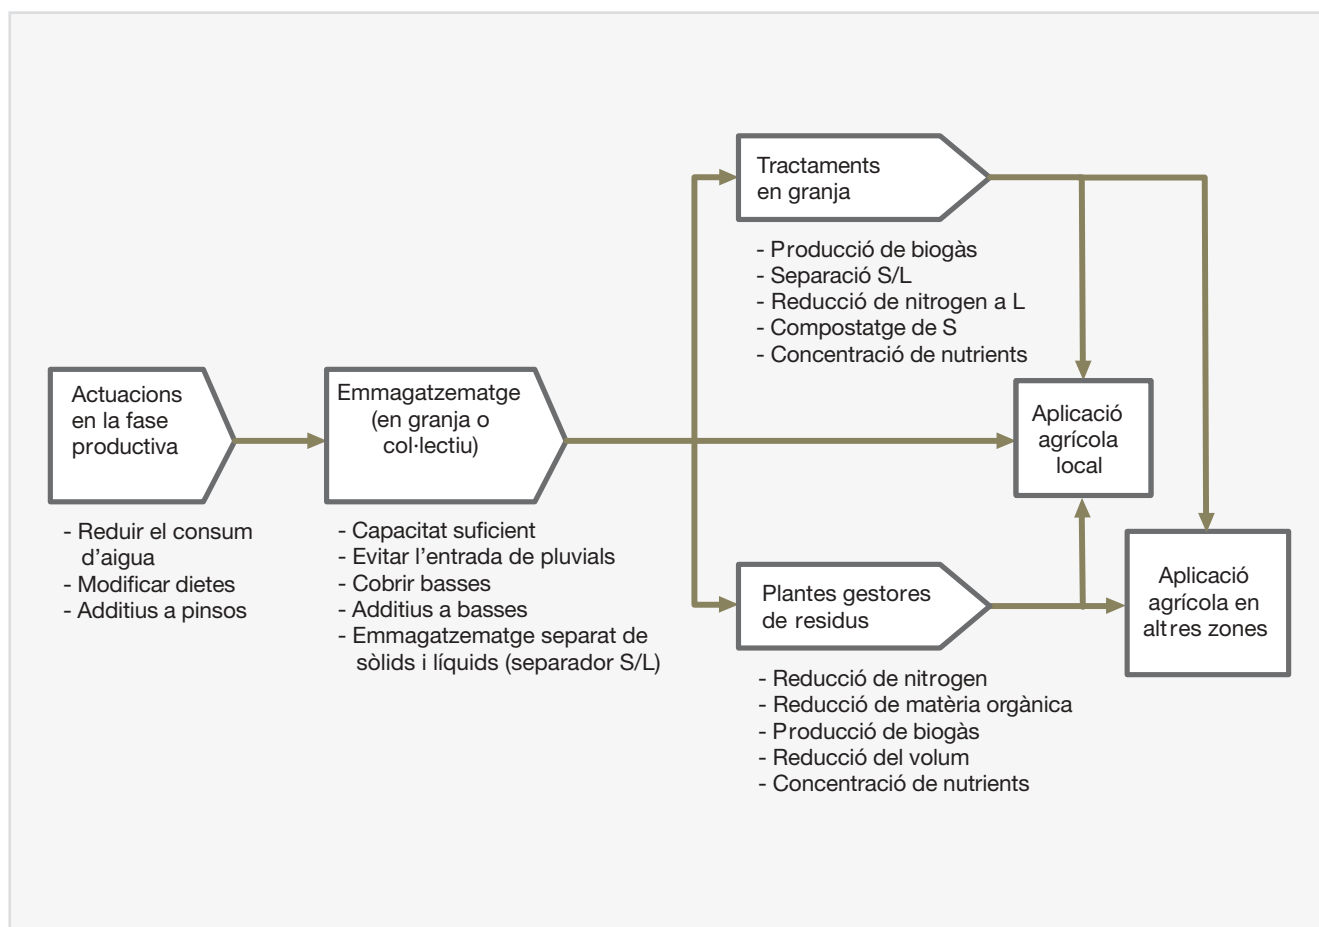 Actuacions
en la fase
productiva
- Reduir el consum
d’aigua
- Modificar dietes
- Additius a pinsos
Emmagatzematge
(en granja o
col·lectiu)
- Capacitat suficient
- Evitar l’entrada de pluvials
- Cobrir basses
- Additius a basses
- Emmagatzematge separat de
sòlids i líquids (separador S/L)
Tractaments
en granja
- Producció de biogàs
- Separació S/L
- Reducció de nitrogen a L
- Compostatge de S
- Concentració de nutrients
Plantes gestores
de residus
- Reducció de nitrogen
- Reducció de matèria orgànica
- Producció de biogàs
- Reducció del volum
- Concentració de nutrients
Aplicació
agrícola
local
Aplicació
agrícola en
altres zones